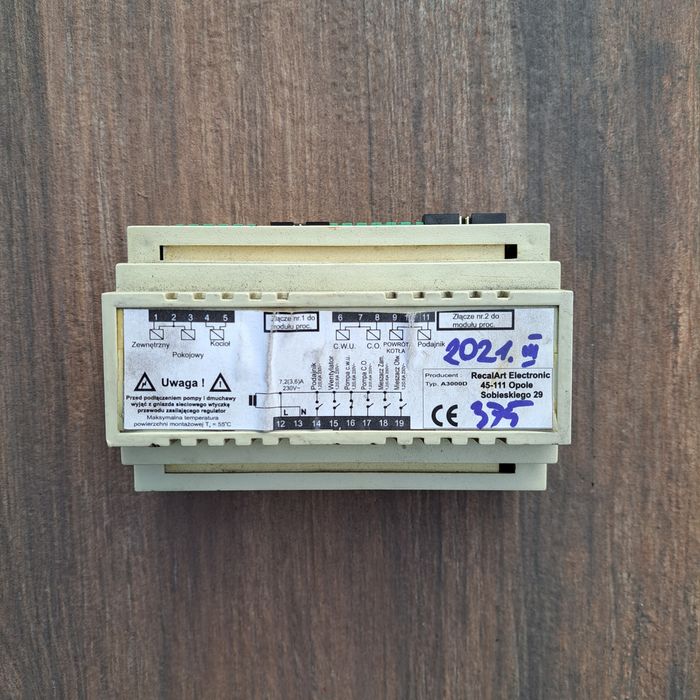 1 2 3 4 5
Zewnętrzny
Pokojowy
Kocioł
Złącze nr.1 do
modułu proc.
6 7 8 9 10 11
C.W.U.
C.O.
POWRÓT
KOTŁA
Podajnik
Złącze nr.2 do
modułu proc.
2021.III
Uwaga !
Przed podłączeniem pompy i dmuchawy
wyjąć z gniazda sieciowego wtyczkę
przewodu zasilającego regulator
Maksymalna temperatura
powierzchni montażowej Ts = 55°C
7.2(3,6)A
230V~
Podajnik
Wentylator
Pompa c.w.u.
Pompa C.O.
Mieszacz Zam.
Mieszacz Otw.
L N
12 13 14 15 16 17 18 19
Producent :
Typ. A3000D
RecalArt Electronic
45-111 Opole
Sobieskiego 29
CE
375